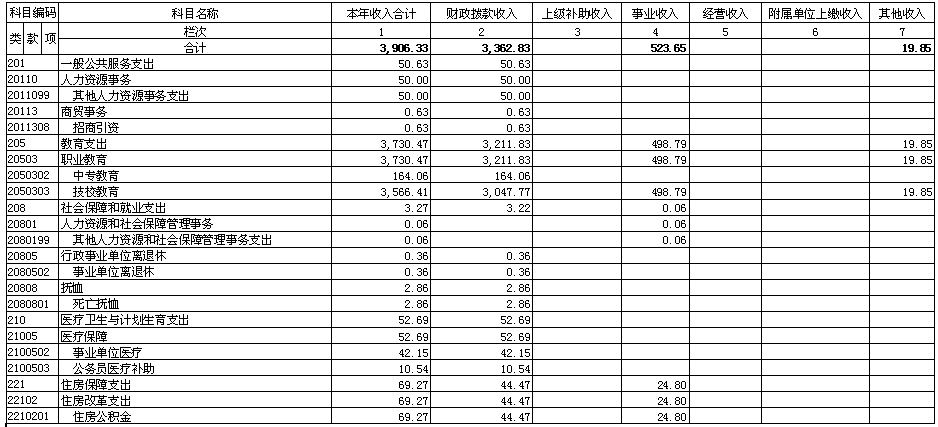 科目编码 科目名称 本年收入合计 财政拨款收入 上级补助收入 事业收入 经营收入 附属单位上缴收入 其他收入
类 款 项 栏次 1 2 3 4 5 6 7
合计 3,906.33 3,362.83 523.65 19.85
201 一般公共服务支出 50.63 50.63
20110 人力资源事务 50.00 50.00
2011099 其他人力资源事务支出 50.00 50.00
20113 商贸事务 0.63 0.63
2011308 招商引资 0.63 0.63
205 教育支出 3,730.47 3,211.83 498.79 19.85
20503 职业教育 3,730.47 3,211.83 498.79 19.85
2050302 中专教育 164.06 164.06
2050303 技校教育 3,566.41 3,047.77 498.79 19.85
208 社会保障和就业支出 3.27 3.22 0.06
20801 人力资源和社会保障管理事务 0.06 0.06
2080199 其他人力资源和社会保障管理事务支出 0.06 0.06
20805 行政事业单位离退休 0.36 0.36
2080502 事业单位离退休 0.36 0.36
20808 抚恤 2.86 2.86
2080801 死亡抚恤 2.86 2.86
210 医疗卫生与计划生育支出 52.69 52.69
21005 医疗保障 52.69 52.69
2100502 事业单位医疗 42.15 42.15
2100503 公务员医疗补助 10.54 10.54
221 住房保障支出 69.27 44.47 24.80
22102 住房改革支出 69.27 44.47 24.80
2210201 住房公积金 69.27 44.47 24.80